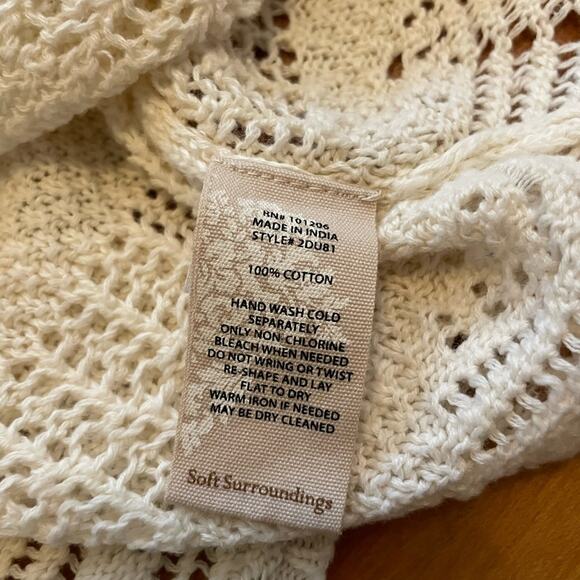 RN# 101206
MADE IN INDIA
STYLE# 2DU81
100% COTTON
HAND WASH COLD
SEPARATELY
ONLY NON-CHLORINE
BLEACH WHEN NEEDED
DO NOT WRING OR TWIST
RE-SHAPE AND LAY
FLAT TO DRY
WARM IRON IF NEEDED
MAY BE DRY CLEANED
Soft Surroundings